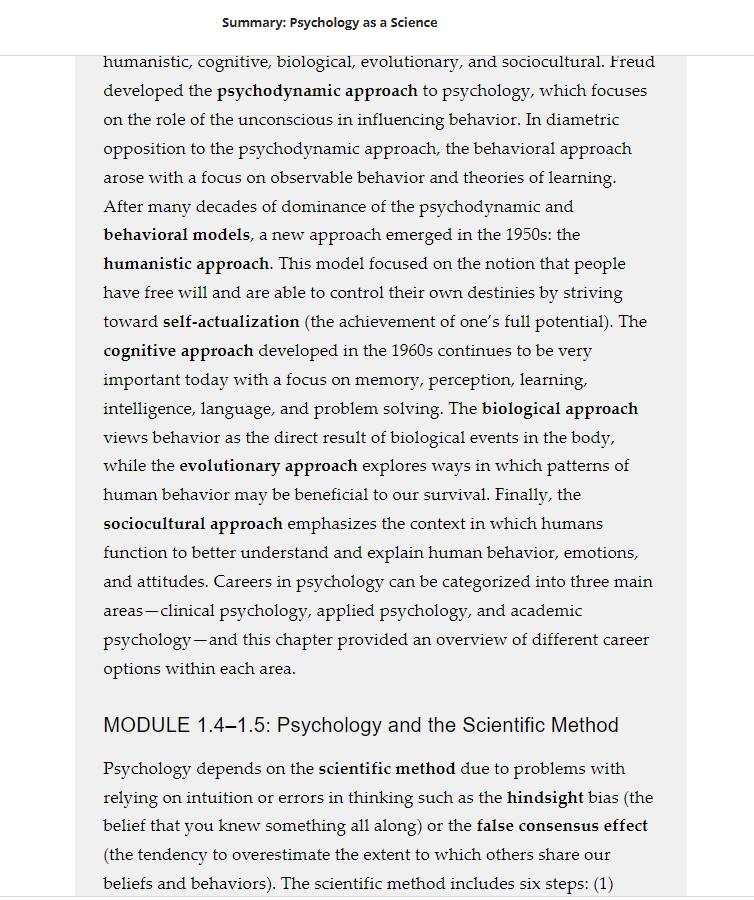 Summary: Psychology as a Science
humanistic, cognitive, biological, evolutionary, and sociocultural. Freud
developed the psychodynamic approach to psychology, which focuses
on the role of the unconscious in influencing behavior. In diametric
opposition to the psychodynamic approach, the behavioral approach
arose with a focus on observable behavior and theories of learning.
After many decades of dominance of the psychodynamic and
behavioral models, a new approach emerged in the 1950s: the
humanistic approach. This model focused on the notion that people
have free will and are able to control their own destinies by striving
toward self-actualization (the achievement of one’s full potential). The
cognitive approach developed in the 1960s continues to be very
important today with a focus on memory, perception, learning,
intelligence, language, and problem solving. The biological approach
views behavior as the direct result of biological events in the body,
while the evolutionary approach explores ways in which patterns of
human behavior may be beneficial to our survival. Finally, the
sociocultural approach emphasizes the context in which humans
function to better understand and explain human behavior, emotions,
and attitudes. Careers in psychology can be categorized into three main
areas—clinical psychology, applied psychology, and academic
psychology—and this chapter provided an overview of different career
options within each area.
MODULE 1.4–1.5: Psychology and the Scientific Method
Psychology depends on the scientific method due to problems with
relying on intuition or errors in thinking such as the hindsight bias (the
belief that you knew something all along) or the false consensus effect
(the tendency to overestimate the extent to which others share our
beliefs and behaviors). The scientific method includes six steps: (1)